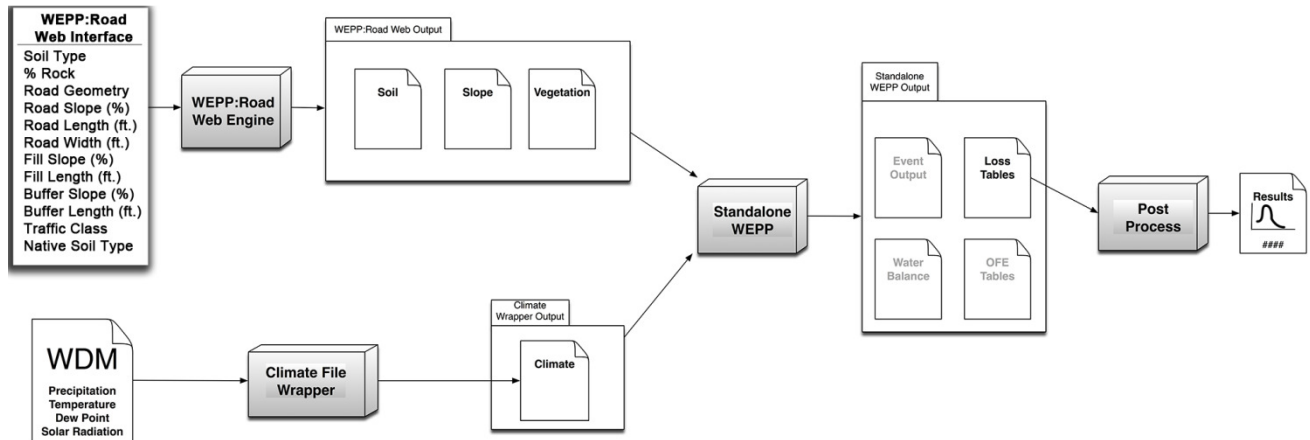 WEPP:Road
Web Interface
Soil Type
% Rock
Road Geometry
Road Slope (%)
Road Length (ft.)
Road Width (ft.)
Fill Slope (%)
Fill Length (ft.)
Buffer Slope (%)
Buffer Length (ft.)
Traffic Class
Native Soil Type
WEPP:Road
Web Engine
WEPP:Road Web Output
Soil
Slope
Vegetation
WDM
Precipitation
Temperature
Dew Point
Solar Radiation
Climate File
Wrapper
Climate
Wrapper Output
Climate
Standalone
WEPP
Standalone
WEPP Output
Event
Output
Loss
Tables
Water
Balance
OFE
Tables
Post
Process
Results
####